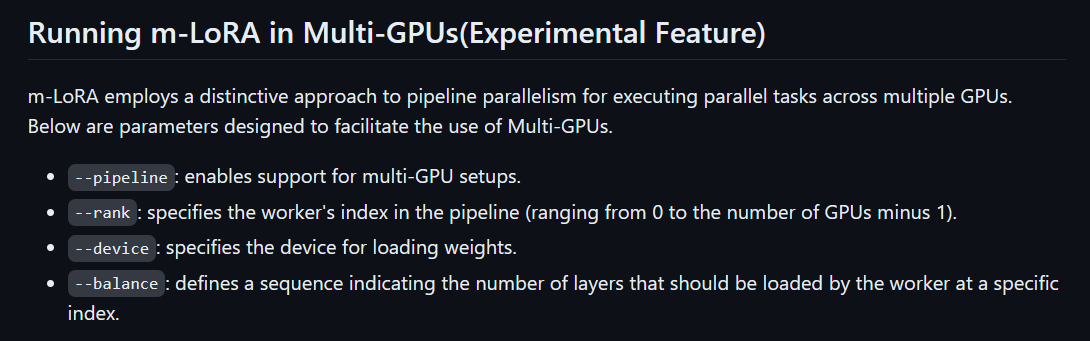 Running m-LoRA in Multi-GPUs(Experimental Feature)
m-LoRA employs a distinctive approach to pipeline parallelism for executing parallel tasks across multiple GPUs.
Below are parameters designed to facilitate the use of Multi-GPUs.
• --pipeline: enables support for multi-GPU setups.
• --rank: specifies the worker's index in the pipeline (ranging from 0 to the number of GPUs minus 1).
• --device: specifies the device for loading weights.
• --balance: defines a sequence indicating the number of layers that should be loaded by the worker at a specific
index.